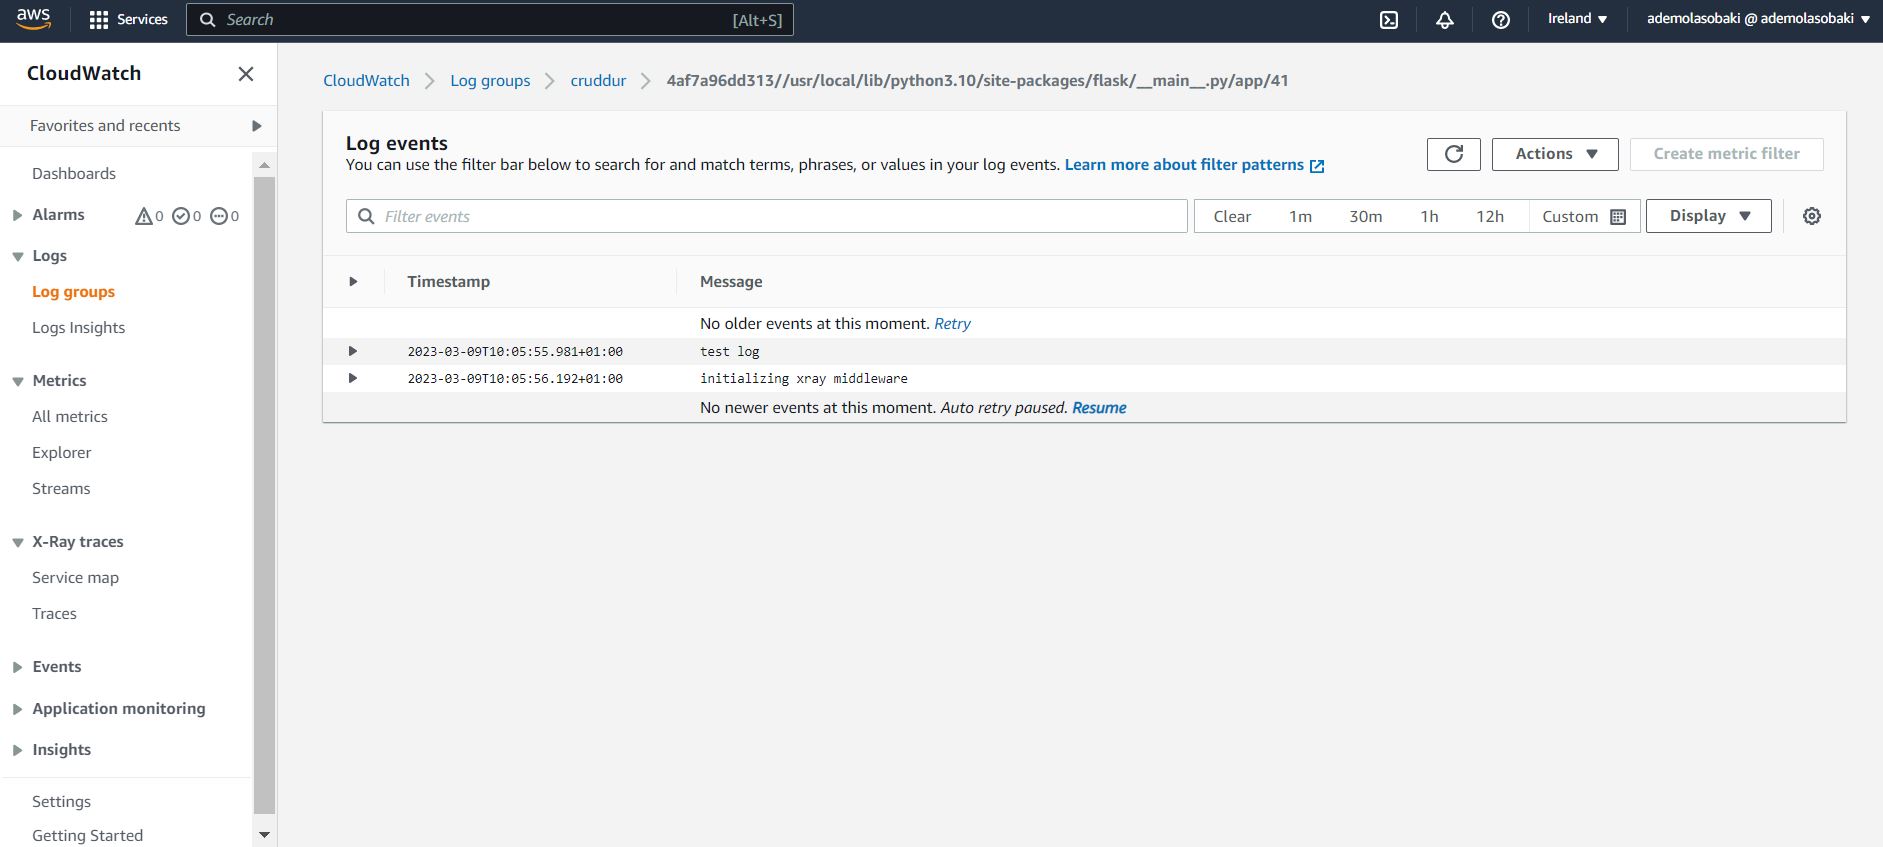 aws
Services
Search [Alt+S]
Ireland
ademolasobaki @ ademolasobaki
CloudWatch
Favorites and recents
Dashboards
Alarms 0 0 0
Logs
Log groups
Logs Insights
Metrics
All metrics
Explorer
Streams
X-Ray traces
Service map
Traces
Events
Application monitoring
Insights
Settings
Getting Started
CloudWatch Log groups cruddur 4af7a96dd313//usr/local/lib/python3.10/site-packages/flask/__main__.py/app/41
Log events
You can use the filter bar below to search for and match terms, phrases, or values in your log events. Learn more about filter patterns
Actions
Create metric filter
Filter events
Clear 1m 30m 1h 12h Custom
Display
Timestamp Message
No older events at this moment. Retry
2023-03-09T10:05:55.981+01:00 test log
2023-03-09T10:05:56.192+01:00 initializing xray middleware
No newer events at this moment. Auto retry paused. Resume